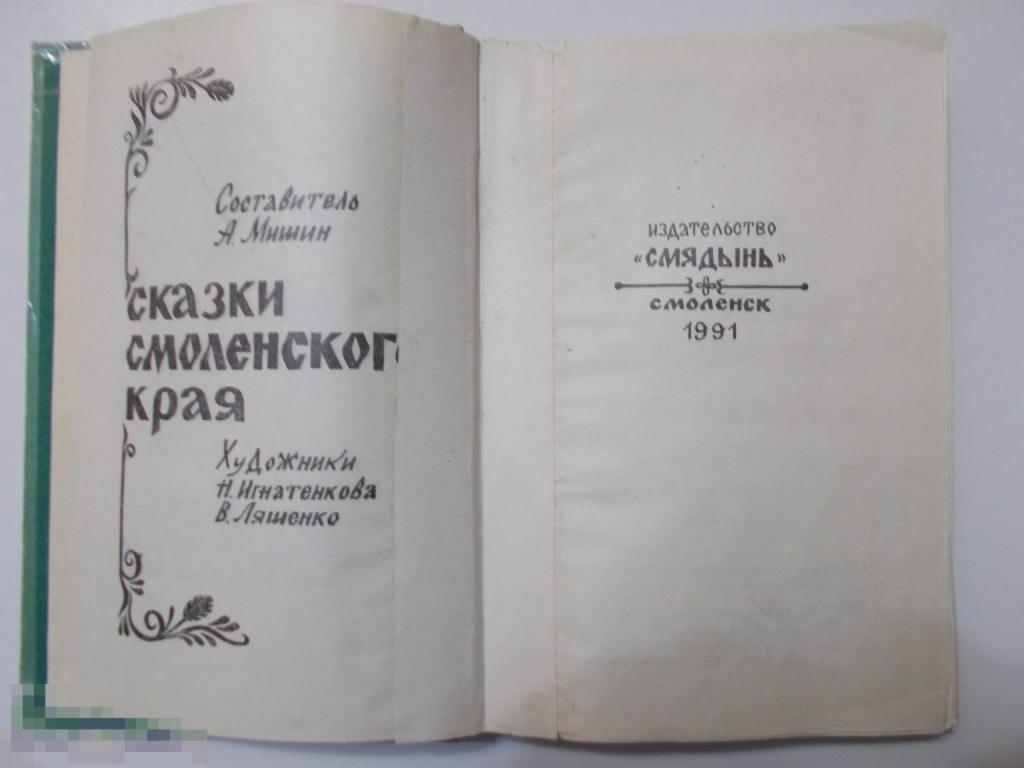 Составитель
А. Мишин
сказки
смоленского
края
Художники
Н. Игнатенкова
В. Ляшенко
издательство
«СМЯДЫНЬ»
смоленск
1991